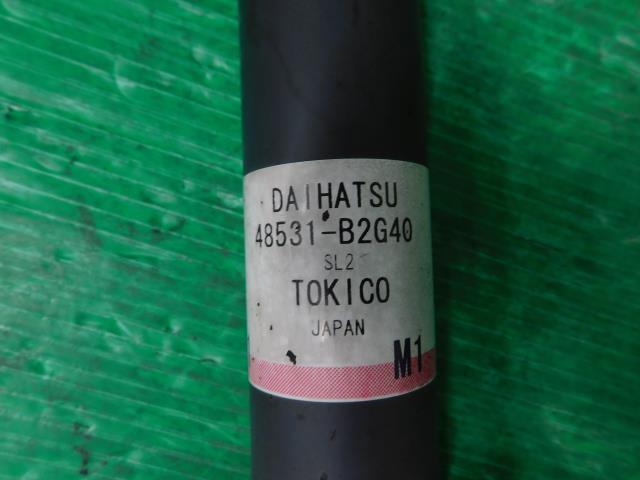 DAIHATSU
48531-B2G40
SL2
TOKICO
JAPAN
M1